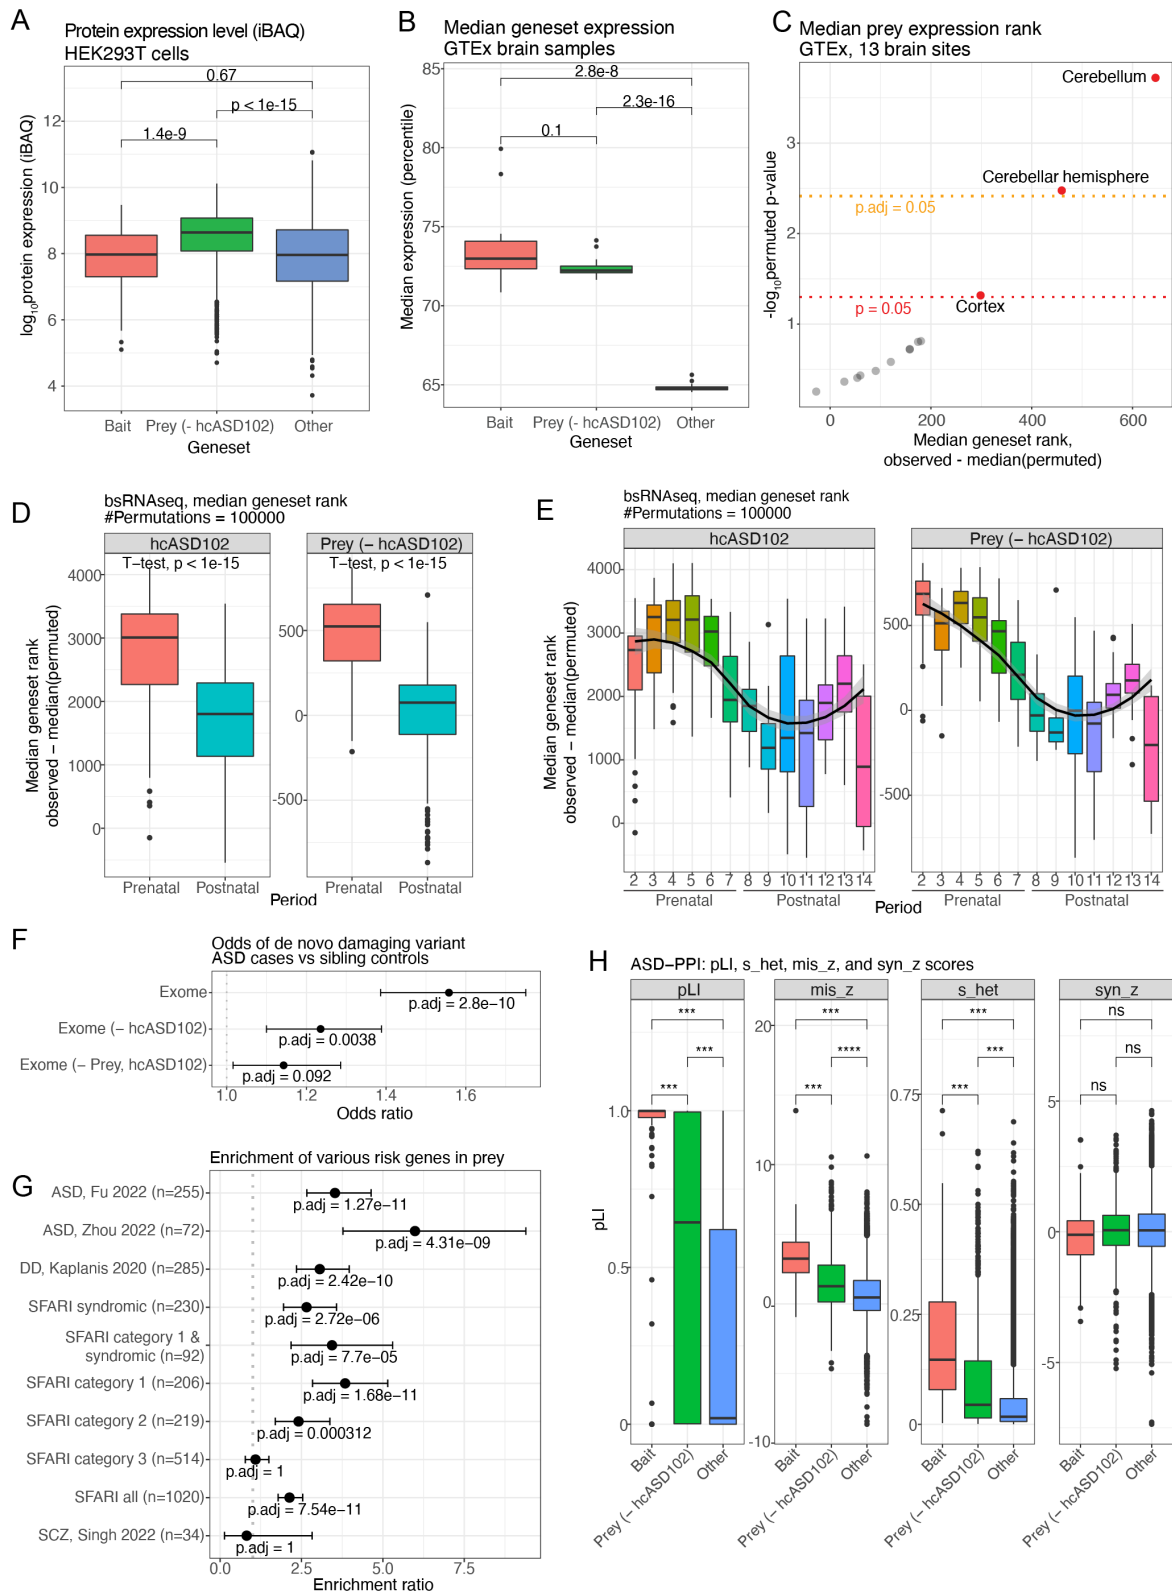 A
Protein expression level (iBAQ)
HEK293T cells
0.67
p < 1e-15
1.4e-9
12
10
8
6
4
log10protein expression (iBAQ)
Bait
Prey (- hcASD102)
Other
Geneset
B
Median geneset expression
GTEx brain samples
2.8e-8
2.3e-16
0.1
85
75
70
65
Median expression (percentile)
Bait
Prey (- hcASD102)
Other
Geneset
C
Median prey expression rank
GTEx, 13 brain sites
Cerebellum
Cerebellar hemisphere
p.adj = 0.05
p = 0.05
Cortex
3
2
1
-log10permuted p-value
0
200
400
600
Median geneset rank,
observed - median(permuted)
D
bsRNAseq, median geneset rank
#Permutations = 100000
hcASD102
T-test, p < 1e-15
Prey (− hcASD102)
T-test, p < 1e-15
4000
3000
2000
1000
0
500
0
-500
Median geneset rank
observed − median(permuted)
Prenatal
Postnatal
Prenatal
Postnatal
Period
E
bsRNAseq, median geneset rank
#Permutations = 100000
hcASD102
Prey (− hcASD102)
4000
3000
2000
1000
0
500
0
-500
Median geneset rank
observed − median(permuted)
2 3 4 5 6 7 8 9 10 11 12 13 14
2 3 4 5 6 7 8 9 10 11 12 13 14
Prenatal
Postnatal
Prenatal
Postnatal
Period
F
Odds of de novo damaging variant
ASD cases vs sibling controls
Exome
p.adj = 2.8e−10
Exome (− hcASD102)
p.adj = 0.0038
Exome (− Prey, hcASD102)
p.adj = 0.092
1.0
1.2
1.4
1.6
Odds ratio
G
Enrichment of various risk genes in prey
ASD, Fu 2022 (n=255)
p.adj = 1.27e−11
ASD, Zhou 2022 (n=72)
p.adj = 4.31e−09
DD, Kaplanis 2020 (n=285)
p.adj = 2.42e−10
SFARI syndromic (n=230)
p.adj = 2.72e−06
SFARI category 1 &
syndromic (n=92)
p.adj = 7.7e−05
SFARI category 1 (n=206)
p.adj = 1.68e−11
SFARI category 2 (n=219)
p.adj = 0.000312
SFARI category 3 (n=514)
p.adj = 1
SFARI all (n=1020)
p.adj = 7.54e−11
SCZ, Singh 2022 (n=34)
p.adj = 1
0.0
2.5
5.0
7.5
Enrichment ratio
H
ASD−PPI: pLI, s_het, mis_z, and syn_z scores
pLI
mis_z
s_het
syn_z
***
***
***
***
****
***
***
***
***
ns
ns
ns
1.0
0.5
0
pLI
20
10
0
-10
0.75
0.50
0.25
0
5
0
-5
Bait
Prey (− hcASD102)
Other
Bait
Prey (− hcASD102)
Other
Bait
Prey (− hcASD102)
Other
Bait
Prey (− hcASD102)
Other